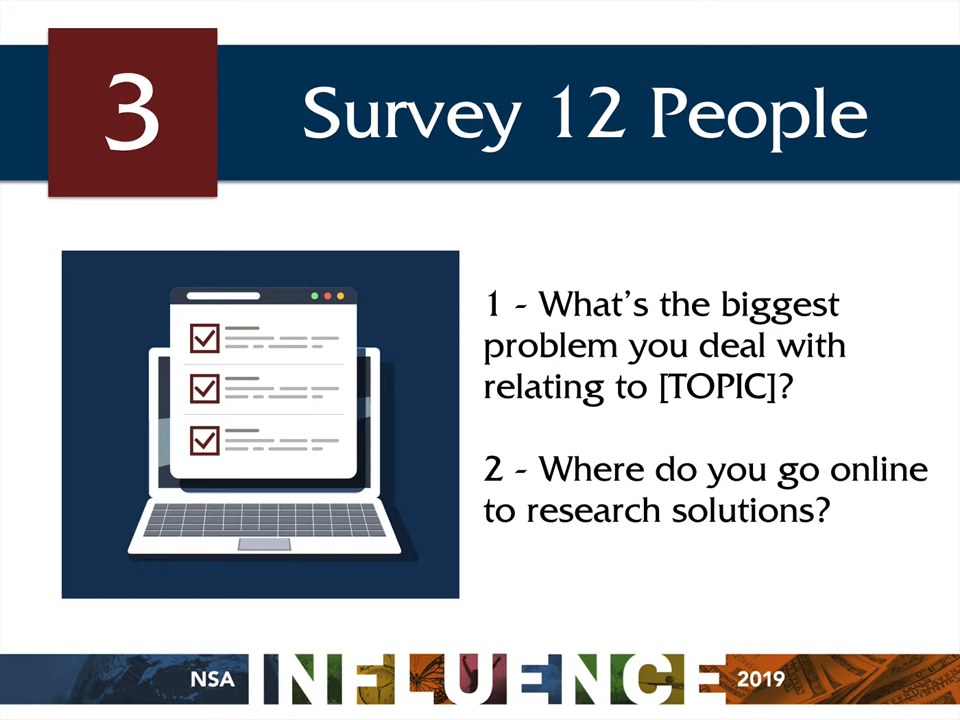 3
Survey 12 People
1 - What's the biggest
problem you deal with
relating to [TOPIC]?
2 - Where do you go online
to research solutions?
NSA INFLUENCE 2019